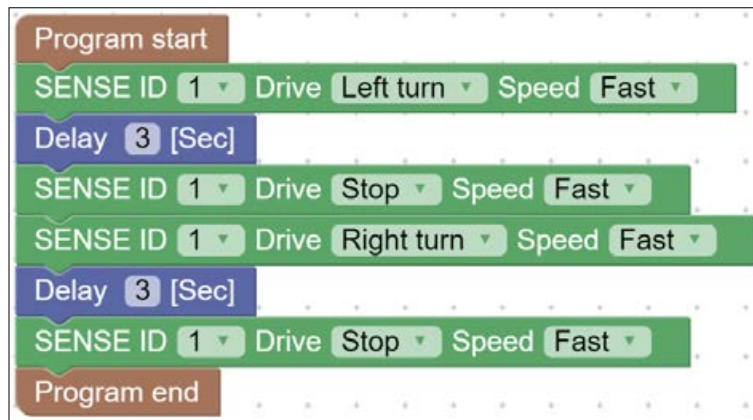 Program start
SENSE ID 1 Drive Left turn Speed Fast
Delay 3 [Sec]
SENSE ID 1 Drive Stop Speed Fast
SENSE ID 1 Drive Right turn Speed Fast
Delay 3 [Sec]
SENSE ID 1 Drive Stop Speed Fast
Program end